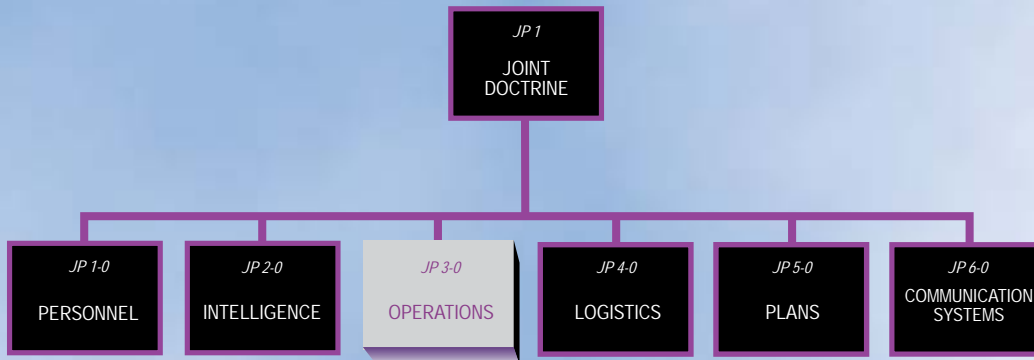 JP 1
JOINT
DOCTRINE
JP 1-0
PERSONNEL
JP 2-0
INTELLIGENCE
JP 3-0
OPERATIONS
JP 4-0
LOGISTICS
JP 5-0
PLANS
JP 6-0
COMMUNICATION
SYSTEMS